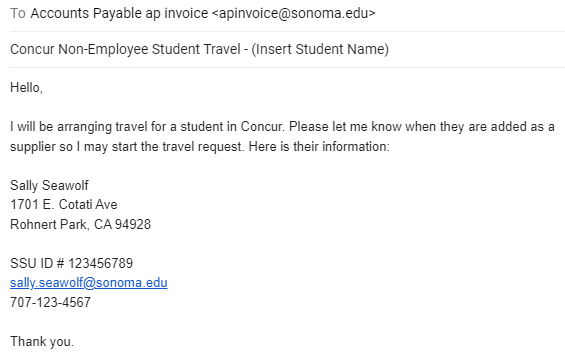 To Accounts Payable ap invoice <apinvoice@sonoma.edu>
Concur Non-Employee Student Travel - (Insert Student Name)
Hello,
I will be arranging travel for a student in Concur. Please let me know when they are added as a
supplier so I may start the travel request. Here is their information:
Sally Seawolf
1701 E. Cotati Ave
Rohnert Park, CA 94928
SSU ID # 123456789
sally.seawolf@sonoma.edu
707-123-4567
Thank you.